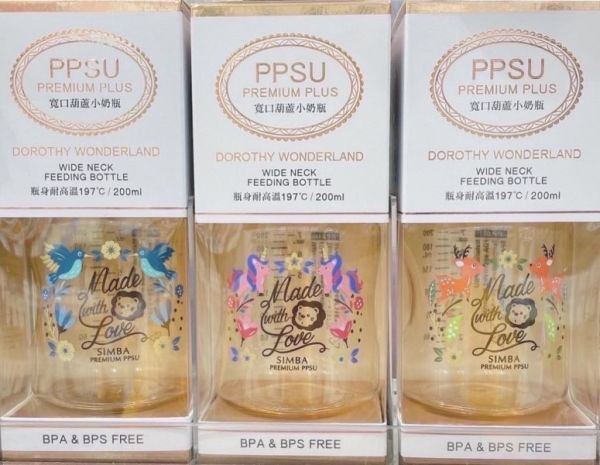 PPSU
PREMIUM PLUS
寬口葫蘆小奶瓶
DOROTHY WONDERLAND
WIDE NECK
FEEDING BOTTLE
瓶身耐高溫197℃/200ml
Made
with
Love
SIMBA
PREMIUM PPSU
BPA & BPS FREE
PPSU
PREMIUM PLUS
寬口葫蘆小奶瓶
DOROTHY WONDERLAND
WIDE NECK
FEEDING BOTTLE
瓶身耐高溫197℃/200ml
Made
with
Love
SIMBA
PREMIUM PPSU
BPA & BPS FREE
PPSU
PREMIUM PLUS
寬口葫蘆小奶瓶
DOROTHY WONDERLAND
WIDE NECK
FEEDING BOTTLE
瓶身耐高溫197℃/200ml
Made
with
Love
SIMBA
PREMIUM PPSU
BPA & BPS FREE